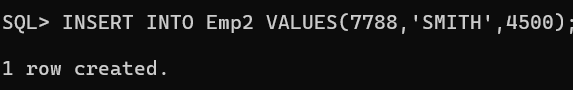 SQL> INSERT INTO Emp2 VALUES(7788,'SMITH',4500);
1 row created.